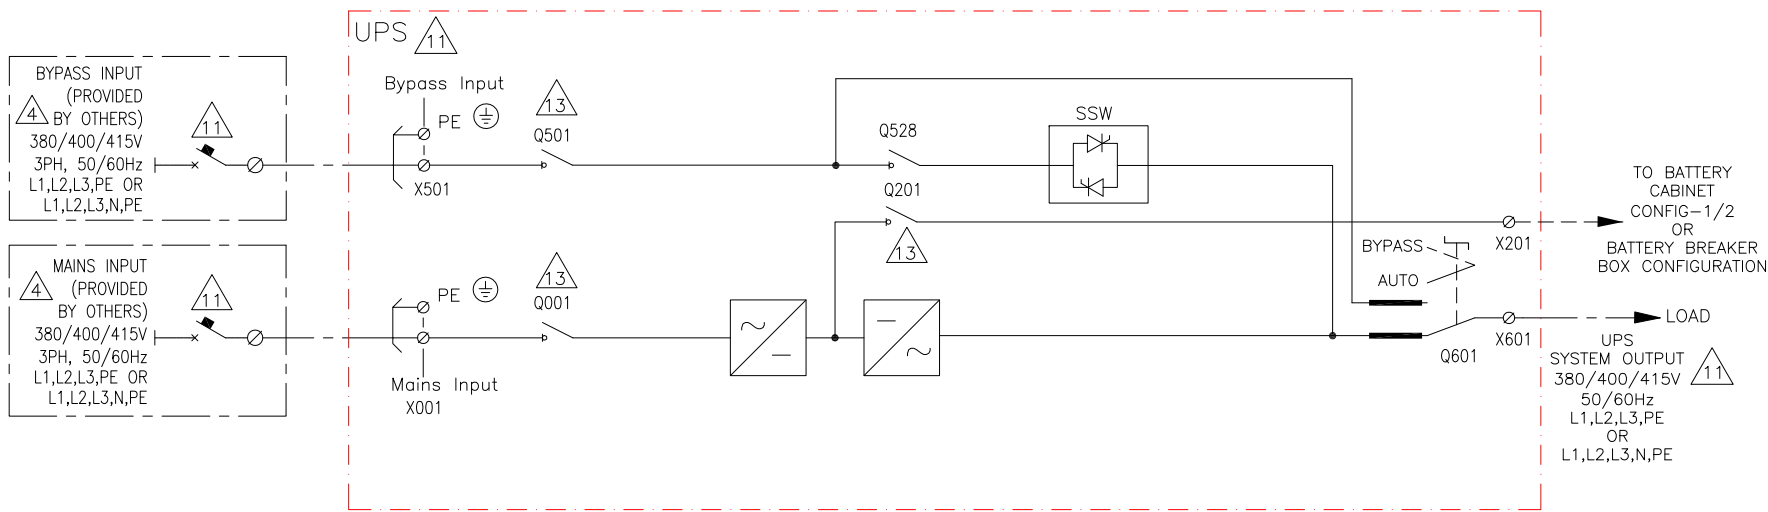 UPS
11
BYPASS INPUT
(PROVIDED
4
BY OTHERS)
380/400/415V
3PH, 50/60Hz
L1,L2,L3,PE OR
L1,L2,L3,N,PE
11
Bypass Input
PE
X501
13
Q501
Q528
SSW
Q201
13
X201
TO BATTERY
CABINET
CONFIG-1/2
OR
BATTERY BREAKER
BOX CONFIGURATION
MAINS INPUT
4
(PROVIDED
BY OTHERS)
380/400/415V
3PH, 50/60Hz
L1,L2,L3,PE OR
L1,L2,L3,N,PE
11
PE
Mains Input
X001
13
Q001
BYPASS
AUTO
Q601
X601
LOAD
UPS
SYSTEM OUTPUT
380/400/415V
11
50/60Hz
L1,L2,L3,PE
OR
L1,L2,L3,N,PE